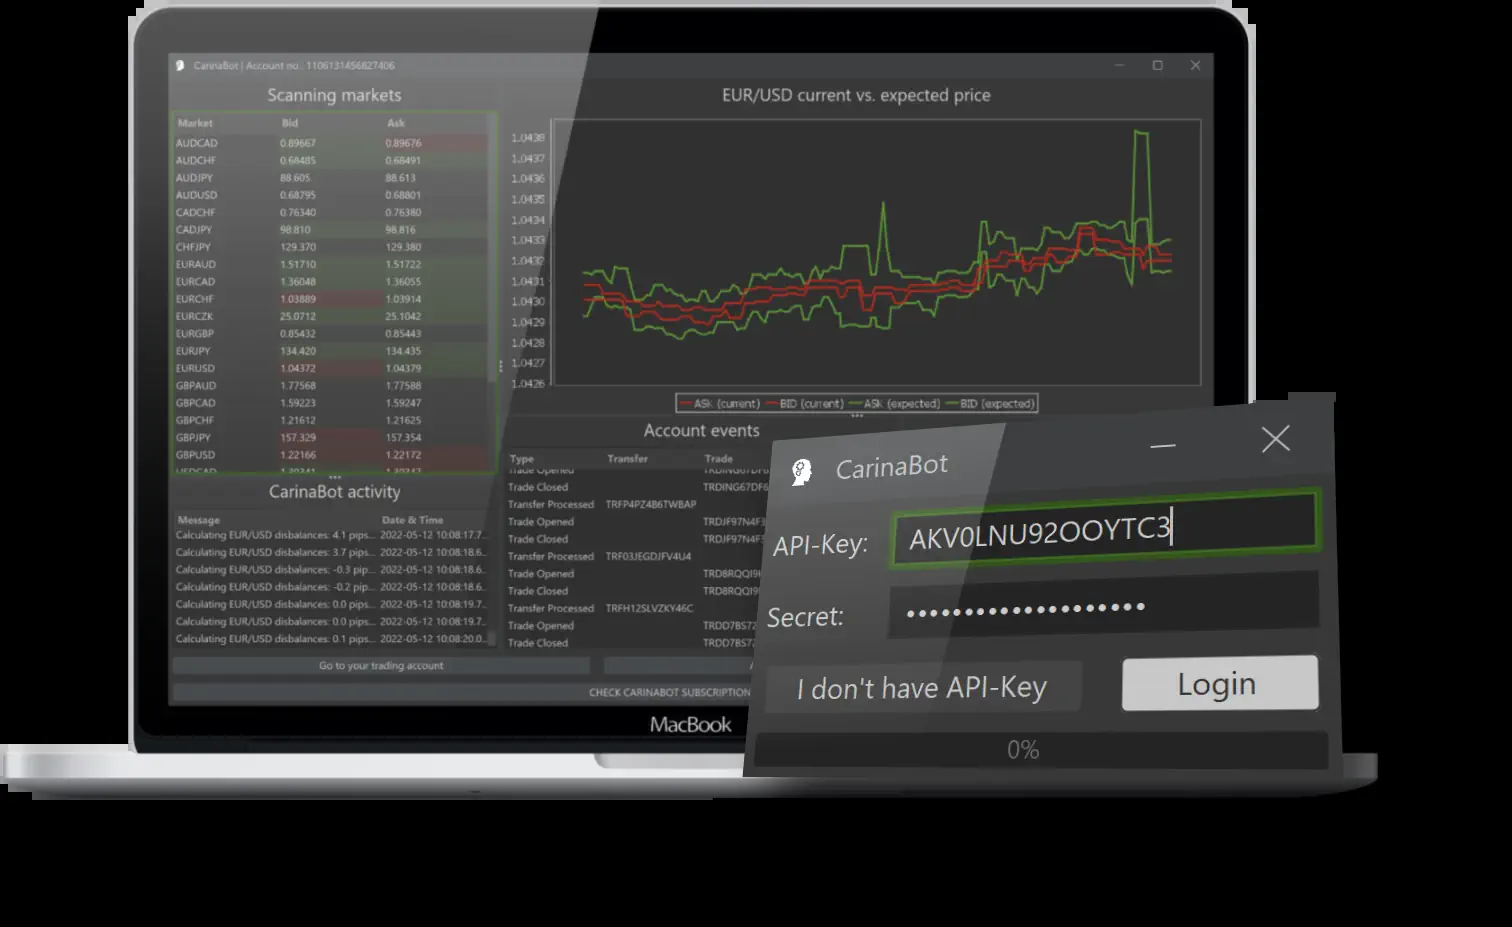 CarinaBot | Account no.: 1106131456827406
Scanning markets
Market Bid Ask
AUDCAD 0.89667 0.89676
AUDCHF 0.68485 0.68491
AUDJPY 88.605 88.613
AUDUSD 0.68795 0.68801
CADCHF 0.76340 0.76380
CADJPY 98.810 98.816
CHFJPY 129.370 129.380
EURAUD 1.51710 1.51722
EURCAD 1.36048 1.36055
EURCHF 1.03889 1.03914
EURCZK 25.0712 25.1042
EURGBP 0.85432 0.85443
EURJPY 134.420 134.435
EURUSD 1.04372 1.04379
GBPAUD 1.77568 1.77588
GBPCAD 1.59223 1.59247
GBPCHF 1.21612 1.21625
GBPJPY 157.329 157.354
GBPUSD 1.22166 1.22172
EUR/USD current vs. expected price
1.0438
1.0437
1.0436
1.0435
1.0434
1.0433
1.0432
1.0431
1.0430
1.0429
1.0428
1.0427
1.0426
ASk (current) BID (current) ASk (expected) BID (expected)
CarinaBot activity
Message Date & Time
Calculating EUR/USD disbalances: 4.1 pips... 2022-05-12 10:08:17.7...
Calculating EUR/USD disbalances: 3.7 pips... 2022-05-12 10:08:18.6...
Calculating EUR/USD disbalances: -0.3 pips... 2022-05-12 10:08:18.6...
Calculating EUR/USD disbalances: -0.2 pips... 2022-05-12 10:08:18.6...
Calculating EUR/USD disbalances: 0.0 pips... 2022-05-12 10:08:19.7...
Calculating EUR/USD disbalances: 0.0 pips... 2022-05-12 10:08:19.7...
Calculating EUR/USD disbalances: 0.1 pips... 2022-05-12 10:08:20.0...
Account events
Type Transfer Trade
Trade Opened
Trade Closed TRDING67DF6
Transfer Processed TRFP4PZ4B6TWBAP
Trade Opened TRDJF97N4F3
Trade Closed TRDJF97N4F3
Transfer Processed TRF03JEGDJFV4U4
Trade Opened TRD8RQQI9
Trade Closed TRD8RQQI9
Transfer Processed TRFH12SLVZKY46C
Trade Opened TRDD7BS72
Trade Closed TRDD7BS7
Go to your trading account
CHECK CARINABOT SUBSCRIPTION
MacBook
CarinaBot
API-Key: AKV0LNU92OOYTC3
Secret: ••••••••••••••••••••
I don't have API-Key Login
0%